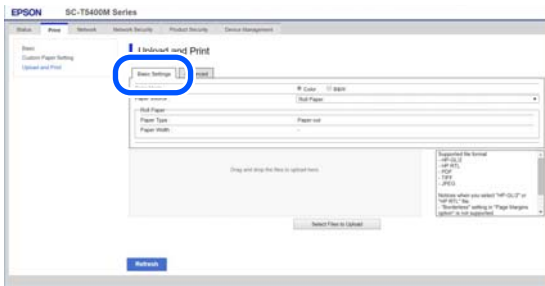 EPSON SC-T5400M Series
Status Print Network Network Security Product Security Device Management
Basic
Custom Paper Setting
Upload and Print
Upload and Print
Basic Settings
Color B&W
Paper Source Roll Paper
Roll Paper
Paper Type Paper out
Paper Width -
Drag and drop the files to upload here.
Supported file format
- HP-GL/2
- HP RTL
- PDF
- TIFF
- JPEG
Notices when you select "HP-GL/2" or
"HP RTL" file
- "Borderless" setting in "Page Margins
option" is not supported.
Select Files to Upload
Refresh